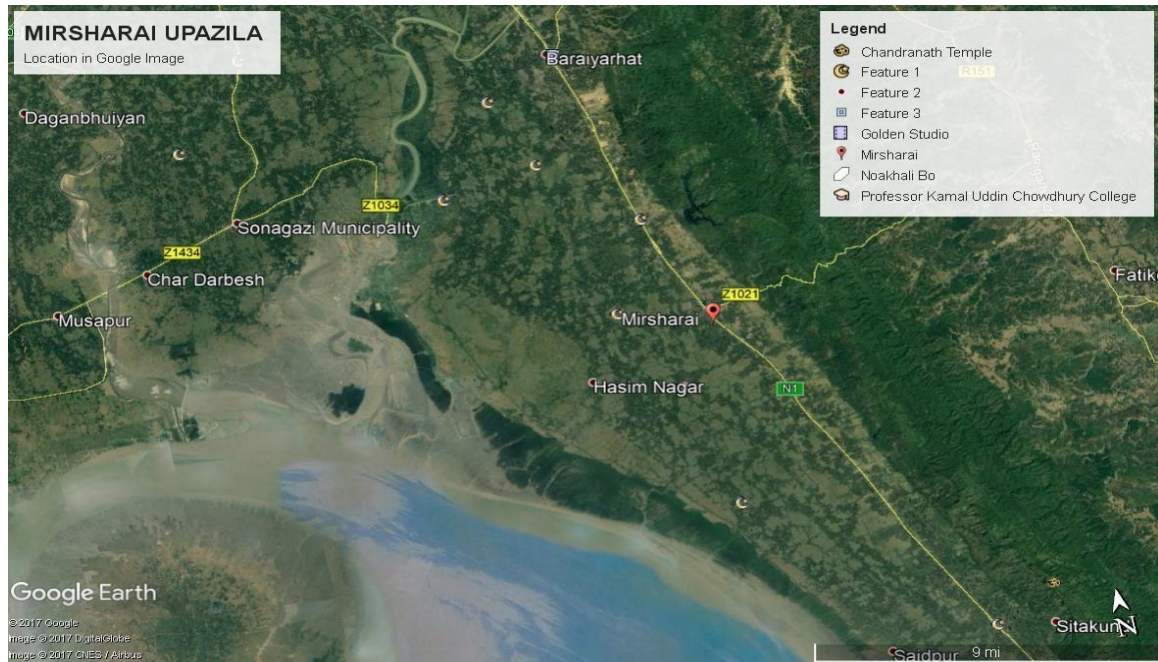 MIRSHARAI UPAZILA
Location in Google Image
Legend
Chandranath Temple
Feature 1
Feature 2
Feature 3
Golden Studio
Mirsharai
Noakhali Bo
Professor Kamal Uddin Chowdhury College
R151
Baraiyarhat
Daganbhuiyan
Z1034
Sonagazi Municipality
Z1434
Char Darbesh
Fatik
Z1021
Musapur
Mirsharai
Hasim Nagar
N1
Google Earth
© 2017 Google
Image © 2017 DigitalGlobe
Image © 2017 CNES / Airbus
N
Sitakun
Saidpur
9 mi